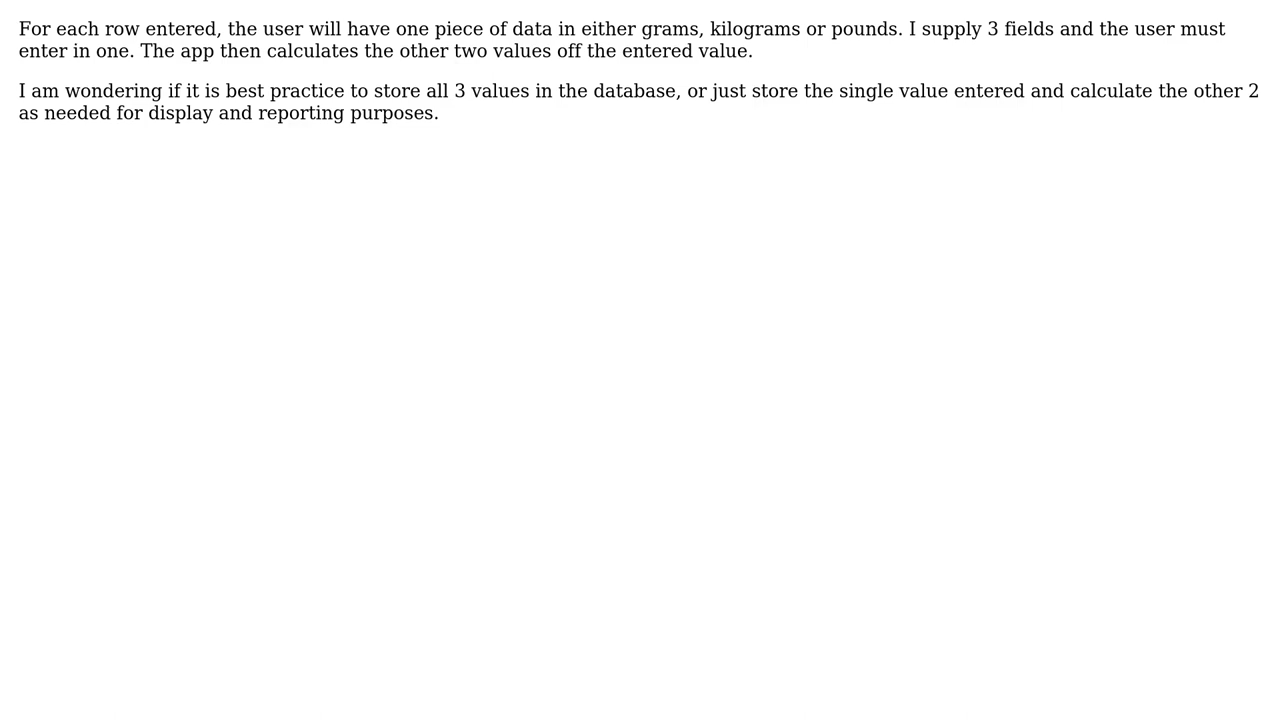 For each row entered, the user will have one piece of data in either grams, kilograms or pounds. I supply 3 fields and the user must
enter in one. The app then calculates the other two values off the entered value.
I am wondering if it is best practice to store all 3 values in the database, or just store the single value entered and calculate the other 2
as needed for display and reporting purposes.